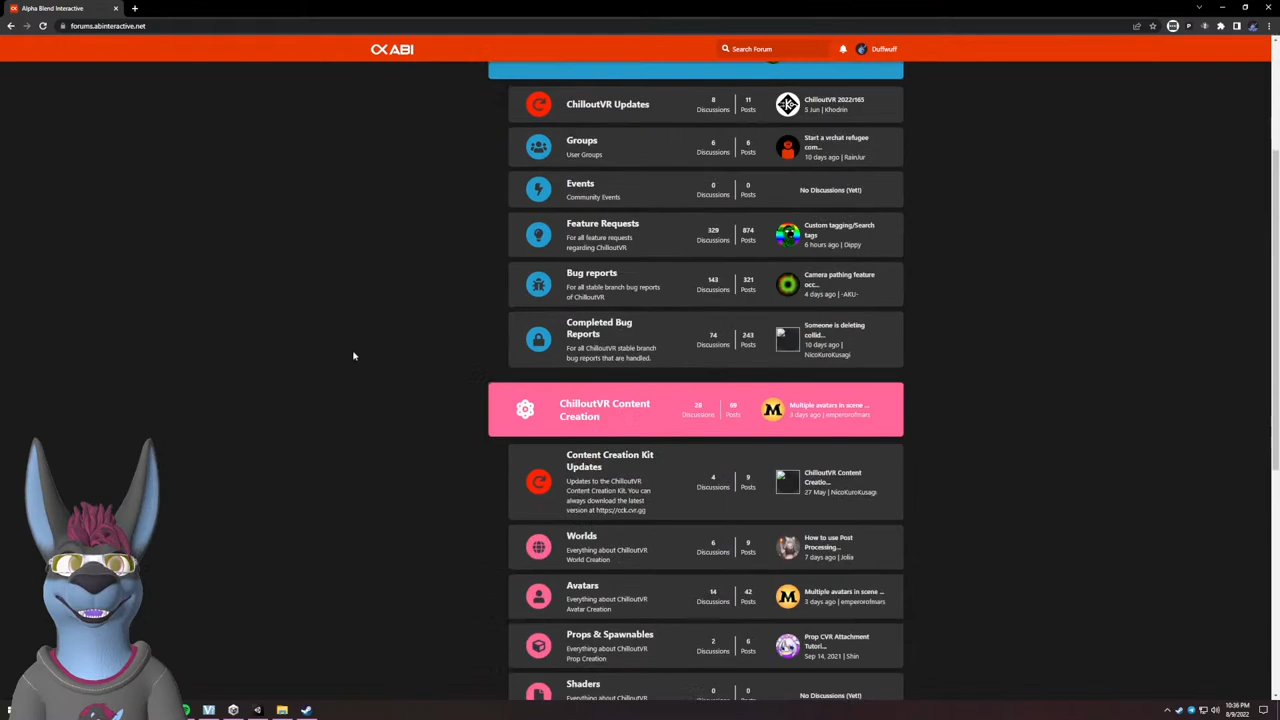 Alpha Blend Interactive
forums.abinteractive.net
ABI
Search Forum
Duffwuff
ChilloutVR Updates
8
Discussions
11
Posts
ChilloutVR 2022r165
5 Jun | Khodrin
Groups
User Groups
6
Discussions
6
Posts
Start a vrchat refugee
com...
10 days ago | RainJur
Events
Community Events
0
Discussions
0
Posts
No Discussions (Yet!)
Feature Requests
For all feature requests
regarding ChilloutVR
329
Discussions
874
Posts
Custom tagging/Search
tags
6 hours ago | Dippy
Bug reports
For all stable branch bug reports
of ChilloutVR
143
Discussions
321
Posts
Camera pathing feature
occ...
4 days ago | -AKU-
Completed Bug
Reports
For all ChilloutVR stable branch
bug reports that are handled.
74
Discussions
243
Posts
Someone is deleting
collid...
10 days ago |
NicoKuroKusagi
ChilloutVR Content
Creation
28
Discussions
69
Posts
M
Multiple avatars in scene ...
3 days ago | emperorofmars
Content Creation Kit
Updates
Updates to the ChilloutVR
Content Creation Kit. You can
always download the latest
version at https://cck.cvr.gg
4
Discussions
9
Posts
ChilloutVR Content
Creatio...
27 May | NicoKuroKusagi
Worlds
Everything about ChilloutVR
World Creation
6
Discussions
9
Posts
How to use Post
Processing...
7 days ago | Jolia
Avatars
Everything about ChilloutVR
Avatar Creation
14
Discussions
42
Posts
M
Multiple avatars in scene ...
3 days ago | emperorofmars
Props & Spawnables
Everything about ChilloutVR
Prop Creation
2
Discussions
6
Posts
Prop CVR Attachment
Tutori...
Sep 14, 2021 | Shin
Shaders
Everything about ChilloutVR
0
Discussions
0
Posts
No Discussions (Yet!)
10:36 PM
8/9/2022